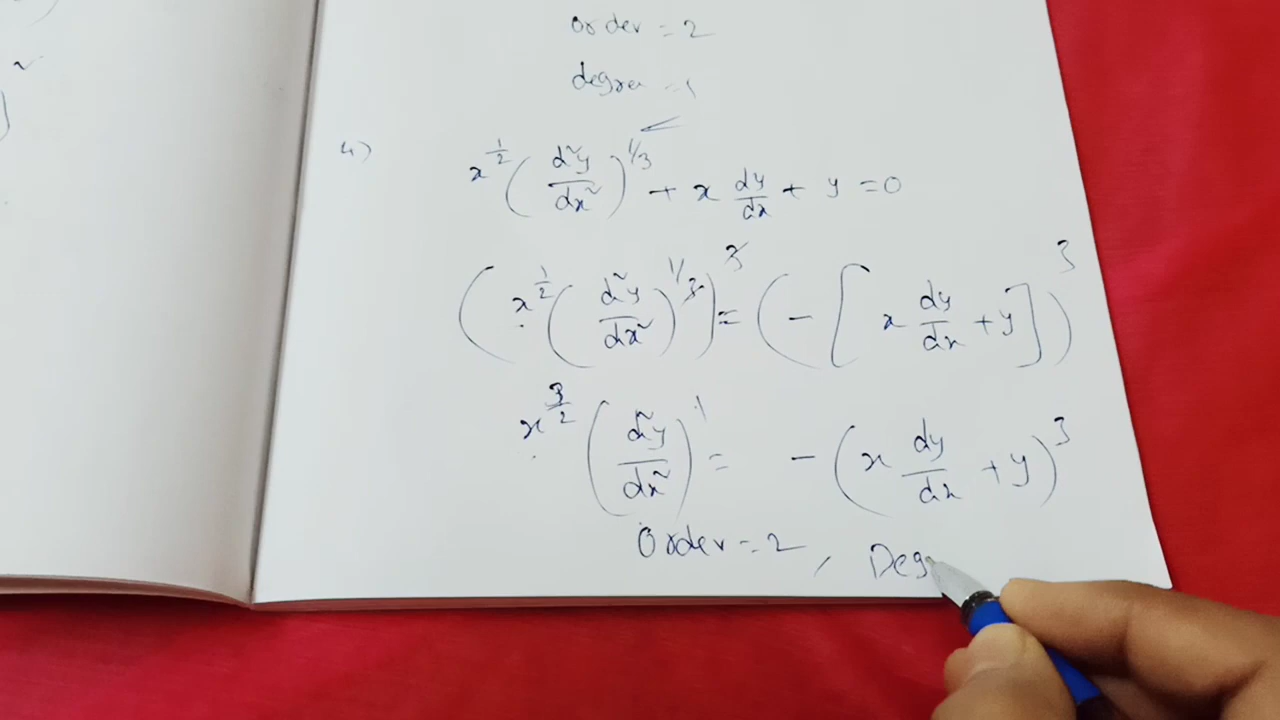 order = 2
degree = 1
4)
x^{1/2} (d²y/dx²)^{1/3} + x dy/dx + y = 0
(x^{1/2} (d²y/dx²)^{1/3})^3 = (- [x dy/dx + y])^3
x^{3/2} (d²y/dx²)^1 = - (x dy/dx + y)^3
Order = 2, Deg